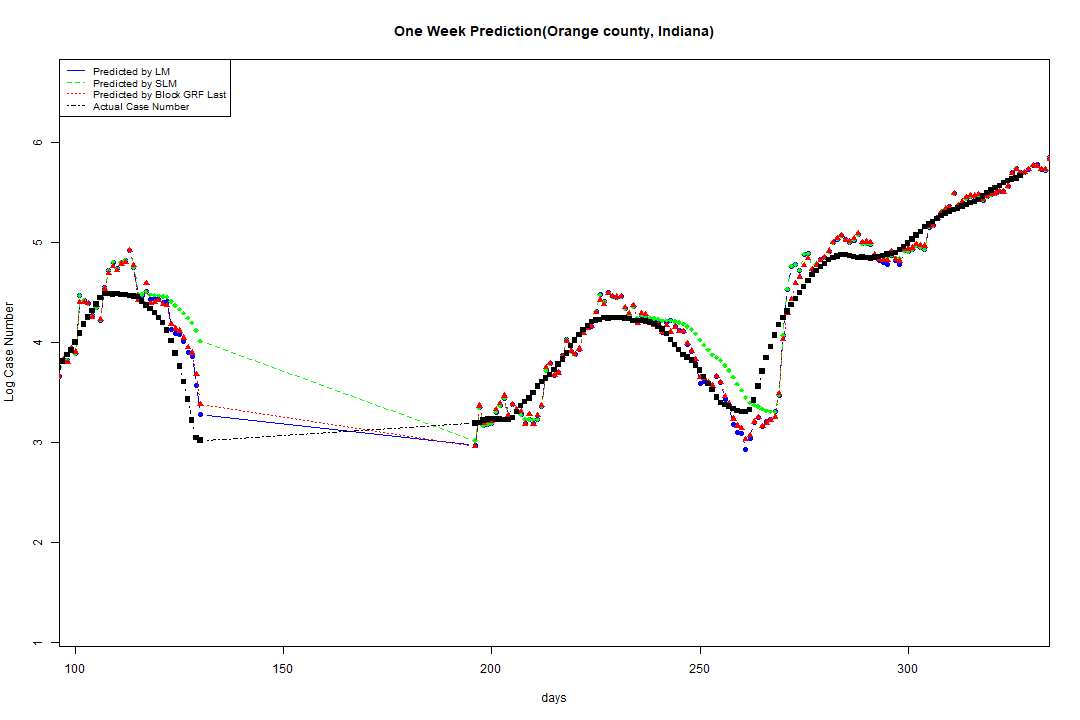 One Week Prediction(Orange county, Indiana)
Predicted by LM
Predicted by SLM
Predicted by Block GRF Last
Actual Case Number
Log Case Number
6
5
4
3
2
1
100 150 200 250 300
days